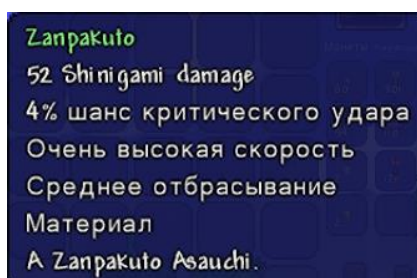 Zanpakuto
52 Shinigami damage
4% шанс критического удара
Очень высокая скорость
Среднее отбрасывание
Материал
A Zanpakuto Asauchi.